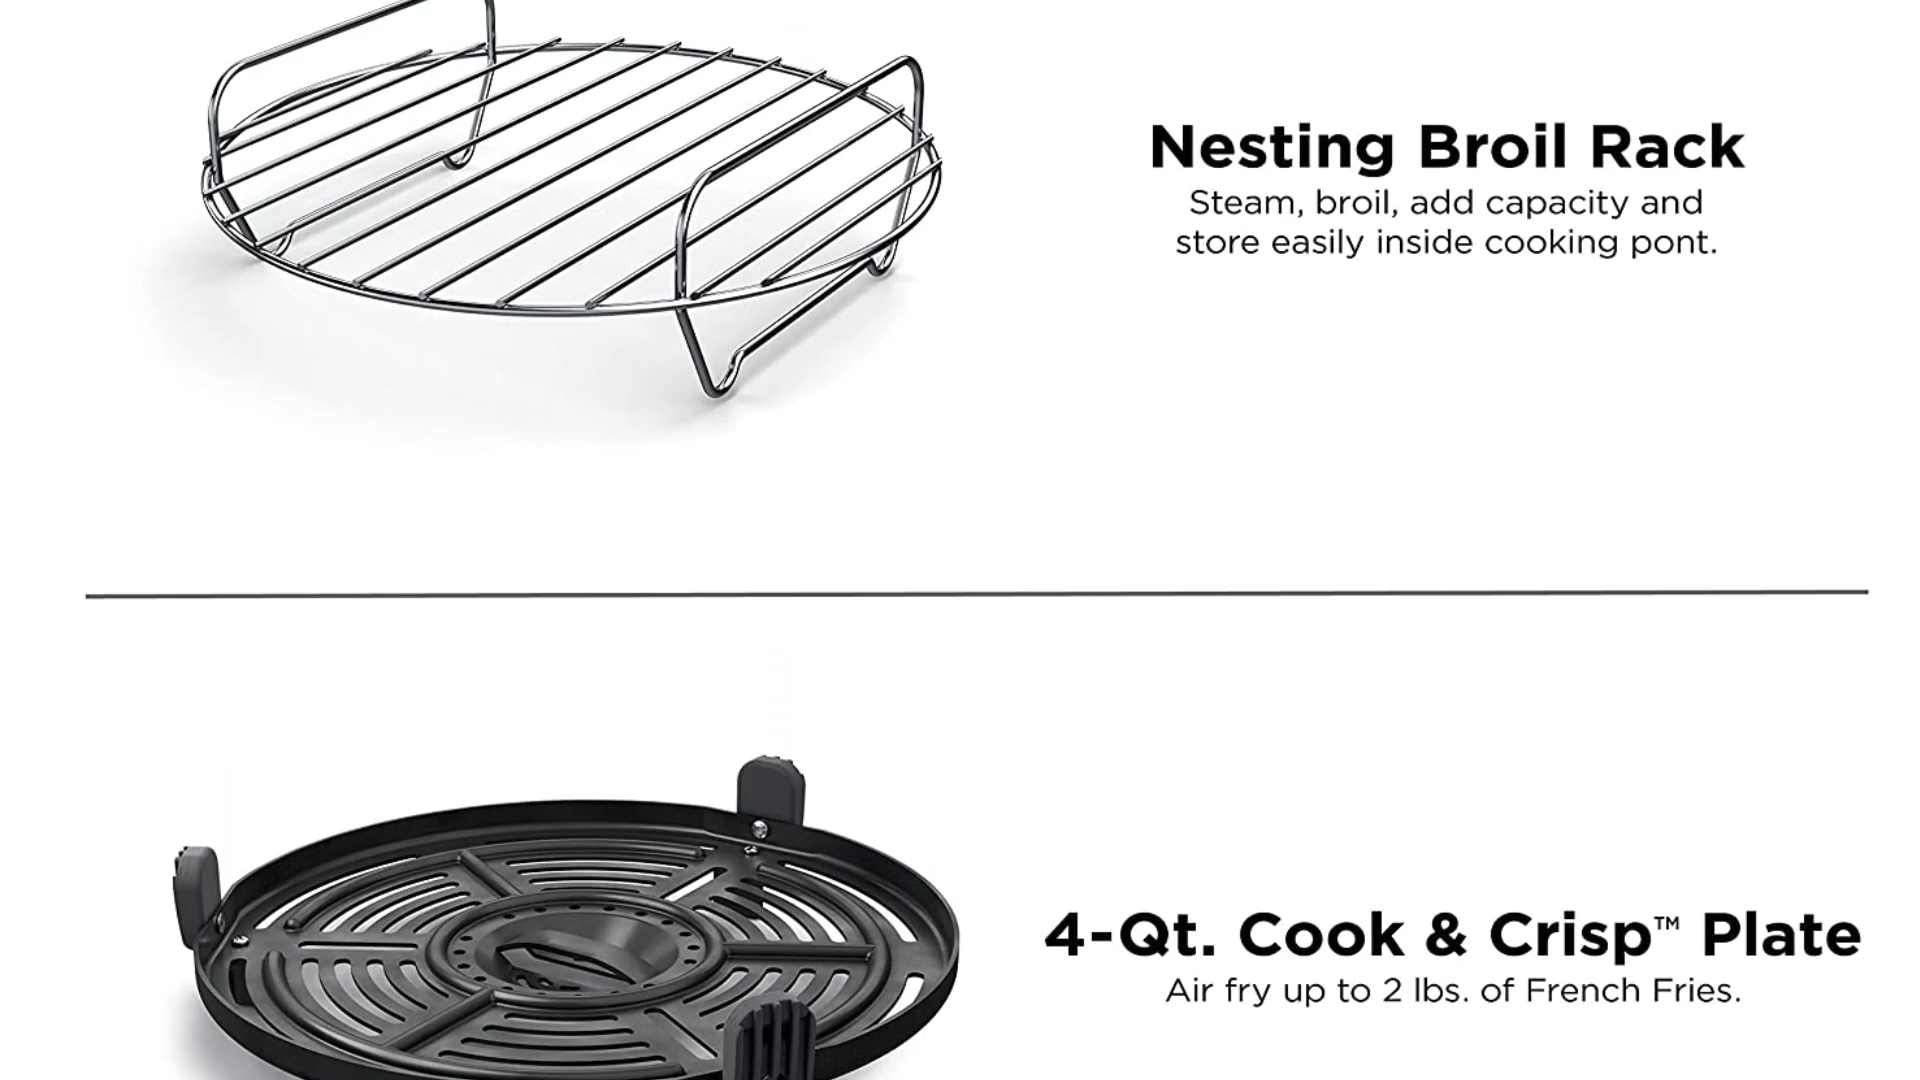 Nesting Broil Rack
Steam, broil, add capacity and
store easily inside cooking pont.
4-Qt. Cook & Crisp™ Plate
Air fry up to 2 lbs. of French Fries.